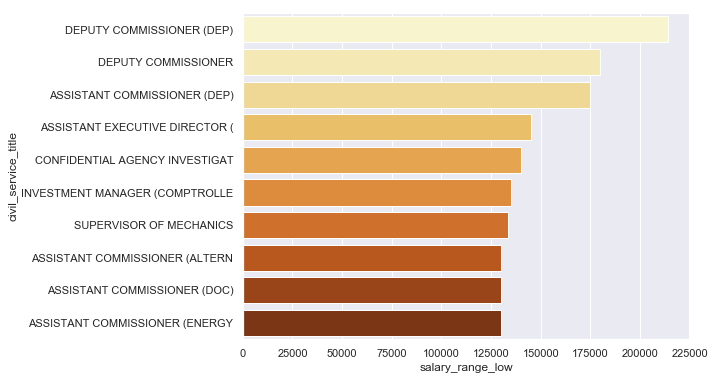 DEPUTY COMMISSIONER (DEP)
DEPUTY COMMISSIONER
ASSISTANT COMMISSIONER (DEP)
ASSISTANT EXECUTIVE DIRECTOR (
CONFIDENTIAL AGENCY INVESTIGAT
INVESTMENT MANAGER (COMPTROLLE
SUPERVISOR OF MECHANICS
ASSISTANT COMMISSIONER (ALTERN
ASSISTANT COMMISSIONER (DOC)
ASSISTANT COMMISSIONER (ENERGY
civil_service_title
0 25000 50000 75000 100000 125000 150000 175000 200000 225000
salary_range_low